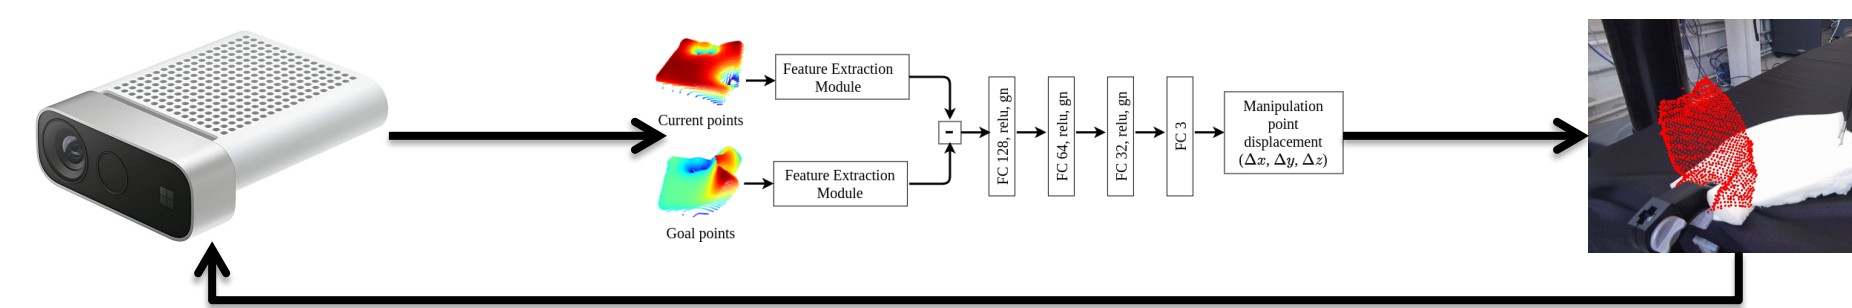 Current points
Feature Extraction
Module
Goal points
Feature Extraction
Module
-
FC 128, relu, gn
FC 64, relu, gn
FC 32, relu, gn
FC 3
Manipulation
point
displacement
(Δx, Δy, Δz)